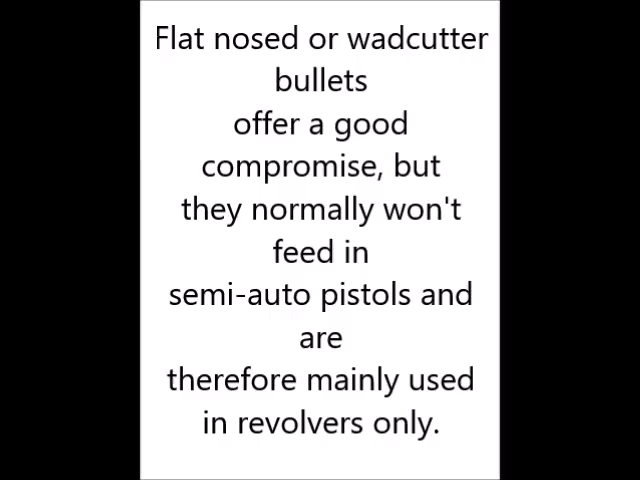 Flat nosed or wadcutter
bullets
offer a good
compromise, but
they normally won't
feed in
semi-auto pistols and
are
therefore mainly used
in revolvers only.